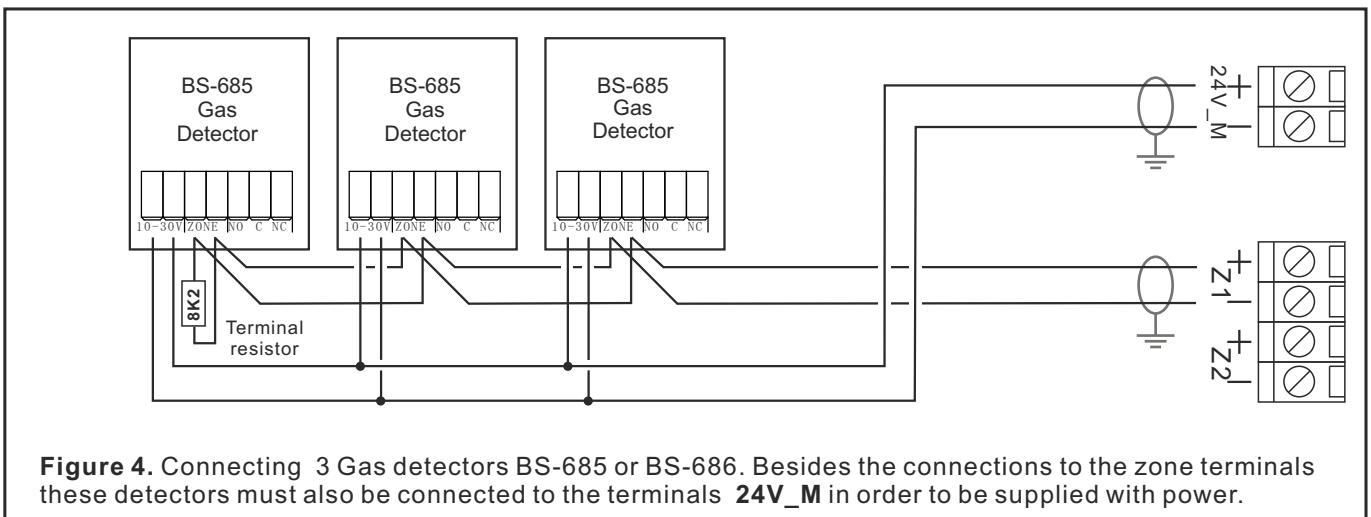 BS-685
Gas
Detector
BS-685
Gas
Detector
BS-685
Gas
Detector
10-30V ZONE NO C NC
10-30V ZONE NO C NC
10-30V ZONE NO C NC
8K2
Terminal
resistor
24V_M
+
−
Z1
+
−
Z2
+
−
Figure 4. Connecting 3 Gas detectors BS-685 or BS-686. Besides the connections to the zone terminals
these detectors must also be connected to the terminals 24V_M in order to be supplied with power.